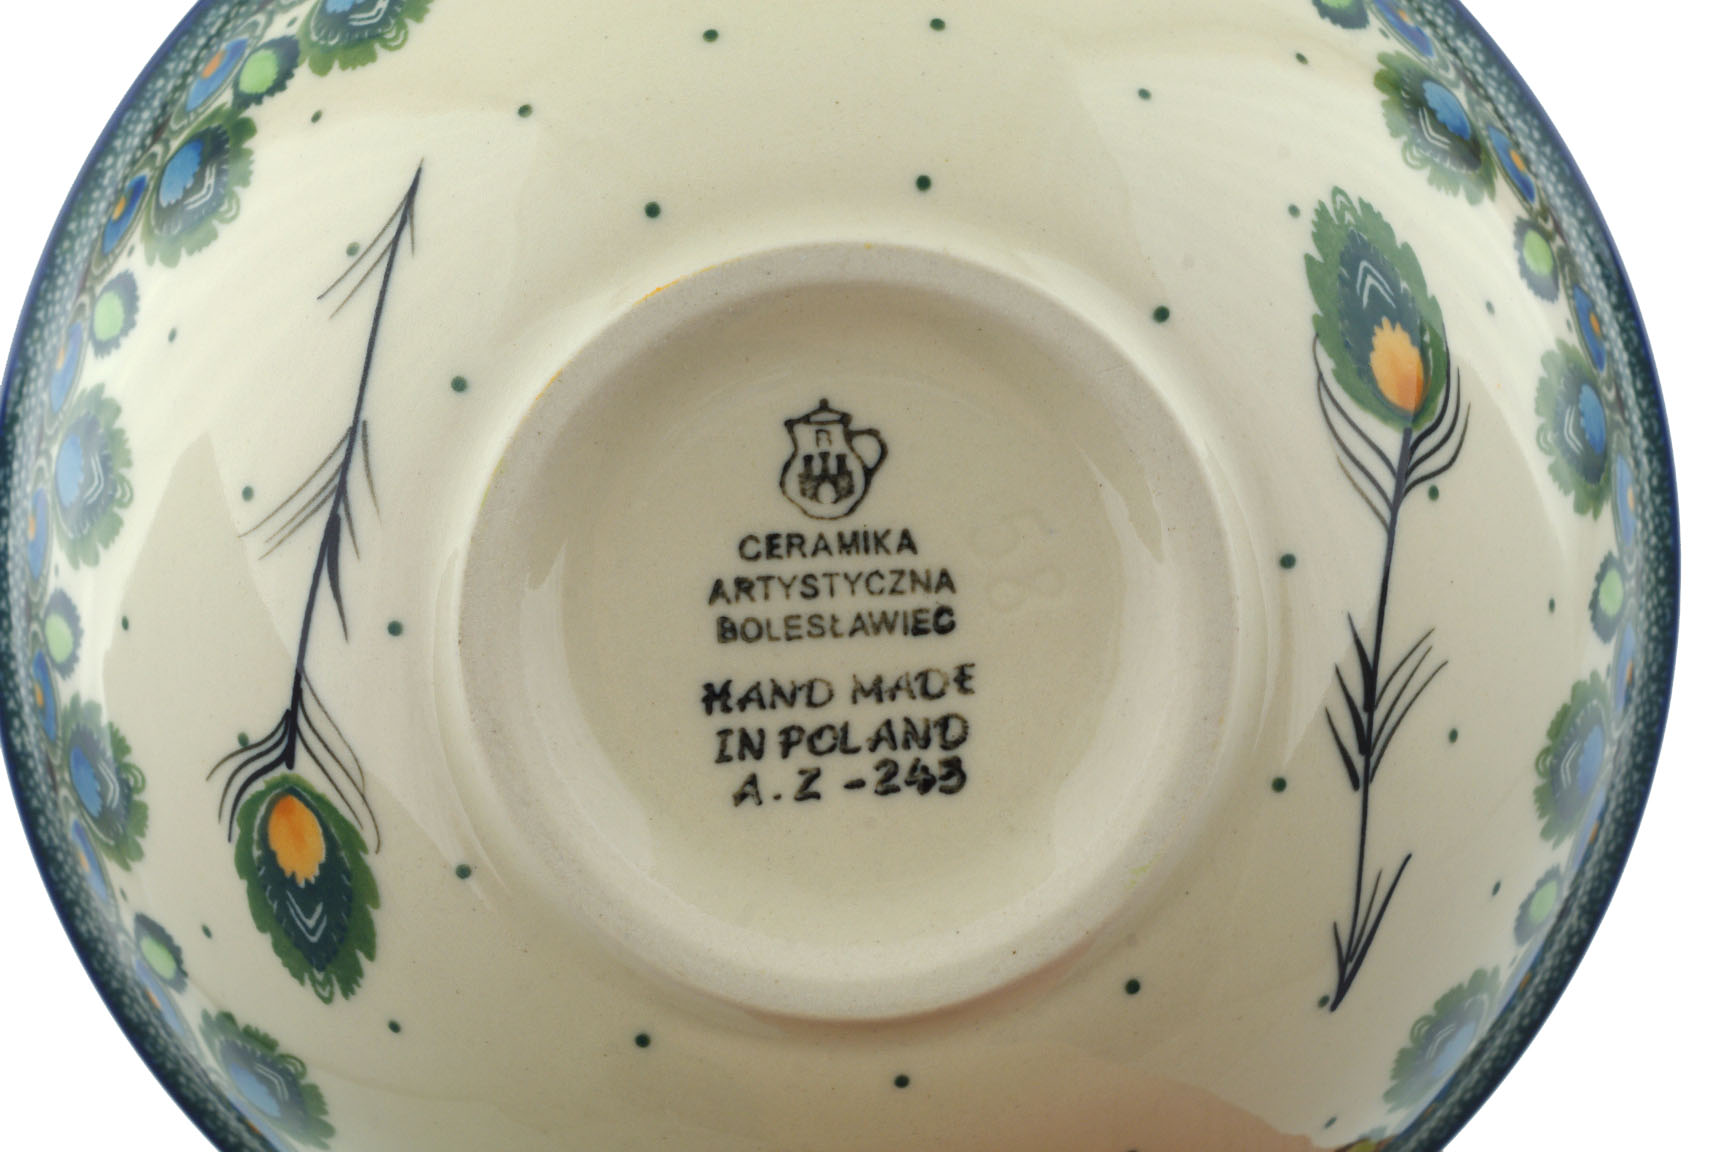 B
CERAMIKA
ARTYSTYCZNA
BOLESŁAWIEC
HAND MADE
IN POLAND
A.Z-243